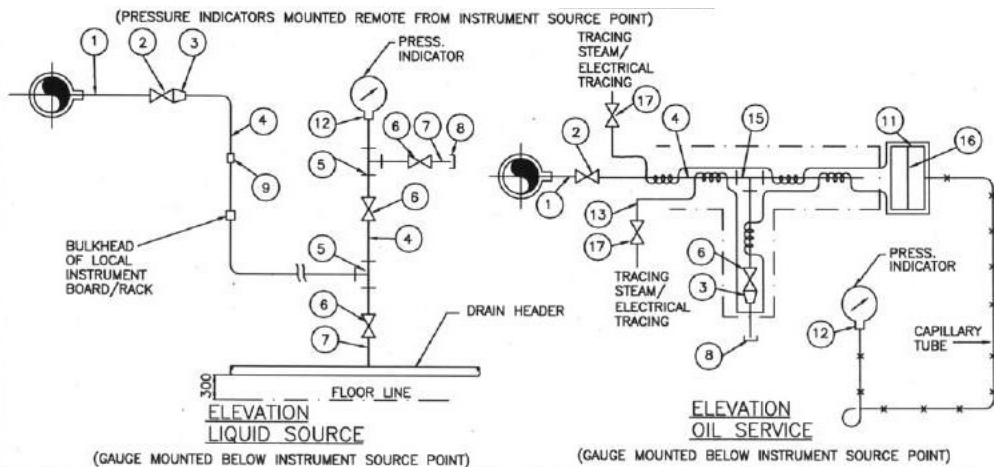 (PRESSURE INDICATORS MOUNTED REMOTE FROM INSTRUMENT SOURCE POINT)
1
2
3
PRESS.
INDICATOR
12
6
7
8
4
5
9
6
4
BULKHEAD
OF LOCAL
INSTRUMENT
BOARD/RACK
5
6
7
DRAIN HEADER
300
FLOOR LINE
ELEVATION
LIQUID SOURCE
(GAUGE MOUNTED BELOW INSTRUMENT SOURCE POINT)
TRACING
STEAM/
ELECTRICAL
TRACING
17
2
4
15
11
16
1
13
17
TRACING
STEAM/
ELECTRICAL
TRACING
6
3
8
PRESS.
INDICATOR
12
CAPILLARY
TUBE
ELEVATION
OIL SERVICE
(GAUGE MOUNTED BELOW INSTRUMENT SOURCE POINT)